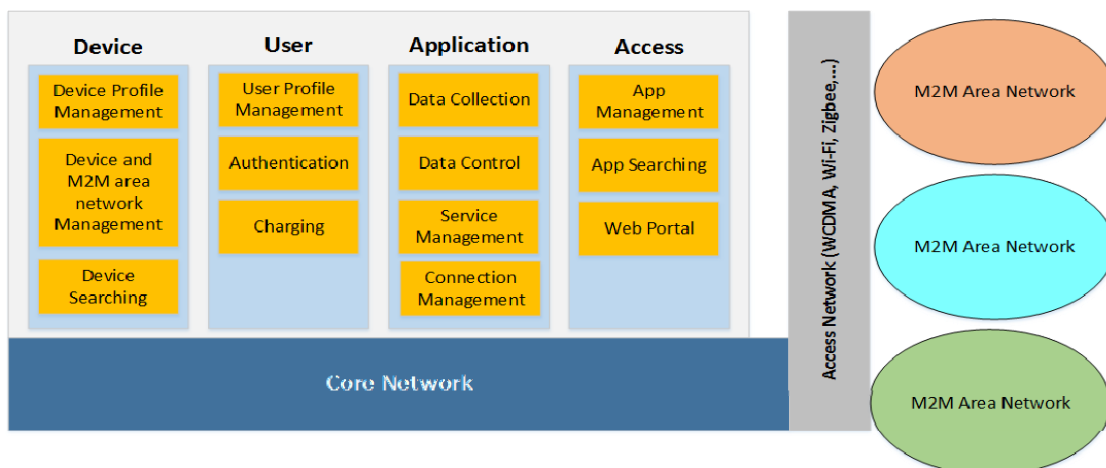 Device
Device Profile
Management
Device and
M2M area
network
Management
Device
Searching
User
User Profile
Management
Authentication
Charging
Application
Data Collection
Data Control
Service
Management
Connection
Management
Access
App
Management
App Searching
Web Portal
Core Network
Access Network (WCDMA, Wi-Fi, Zigbee,...)
M2M Area Network
M2M Area Network
M2M Area Network